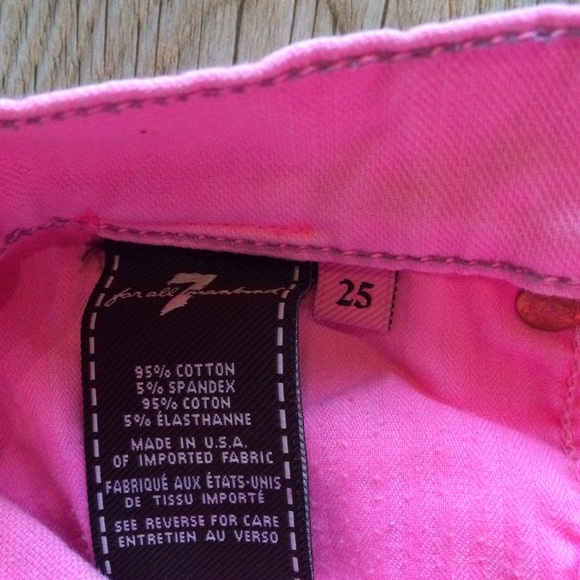 7
for all mankind
25
95% COTTON
5% SPANDEX
95% COTON
5% ÉLASTHANNE
MADE IN U.S.A.
OF IMPORTED FABRIC
FABRIQUÉ AUX ÉTATS-UNIS
DE TISSU IMPORTÉ
SEE REVERSE FOR CARE
ENTRETIEN AU VERSO